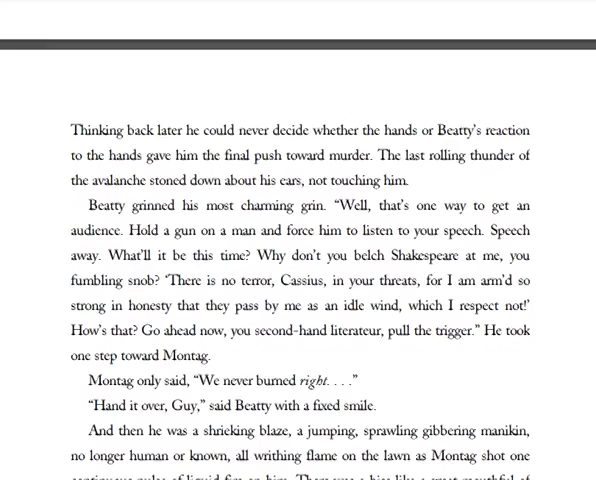 Thinking back later he could never decide whether the hands or Beatty's reaction
to the hands gave him the final push toward murder. The last rolling thunder of
the avalanche stoned down about his ears, not touching him.
Beatty grinned his most charming grin. “Well, that's one way to get an
audience. Hold a gun on a man and force him to listen to your speech. Speech
away. What'll it be this time? Why don't you belch Shakespeare at me, you
fumbling snob? ‘There is no terror, Cassius, in your threats, for I am arm'd so
strong in honesty that they pass by me as an idle wind, which I respect not!’
How's that? Go ahead now, you second-hand literateur, pull the trigger.” He took
one step toward Montag.
Montag only said, “We never burned right. . . .”
“Hand it over, Guy,” said Beatty with a fixed smile.
And then he was a shrieking blaze, a jumping, sprawling gibbering manikin,
no longer human or known, all writhing flame on the lawn as Montag shot one